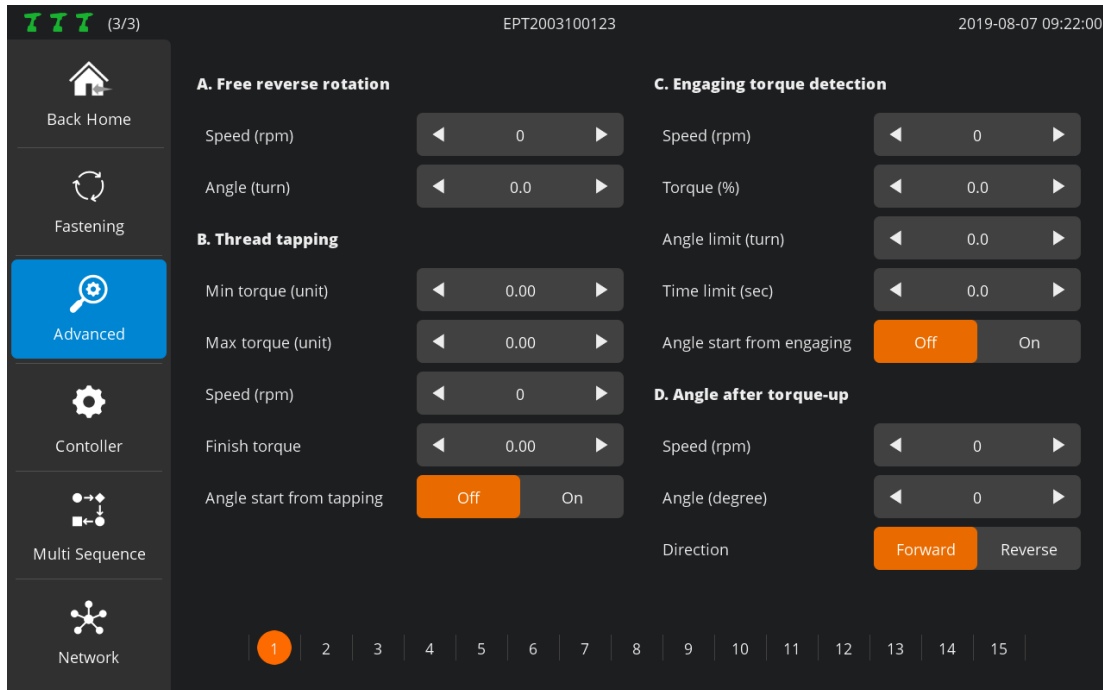 (3/3)
EPT2003100123
2019-08-07 09:22:00
Back Home
Fastening
Advanced
Contoller
Multi Sequence
Network
A. Free reverse rotation
Speed (rpm) 0
Angle (turn) 0.0
B. Thread tapping
Min torque (unit) 0.00
Max torque (unit) 0.00
Speed (rpm) 0
Finish torque 0.00
Angle start from tapping Off On
C. Engaging torque detection
Speed (rpm) 0
Torque (%) 0.0
Angle limit (turn) 0.0
Time limit (sec) 0.0
Angle start from engaging Off On
D. Angle after torque-up
Speed (rpm) 0
Angle (degree) 0
Direction Forward Reverse
1 2 3 4 5 6 7 8 9 10 11 12 13 14 15